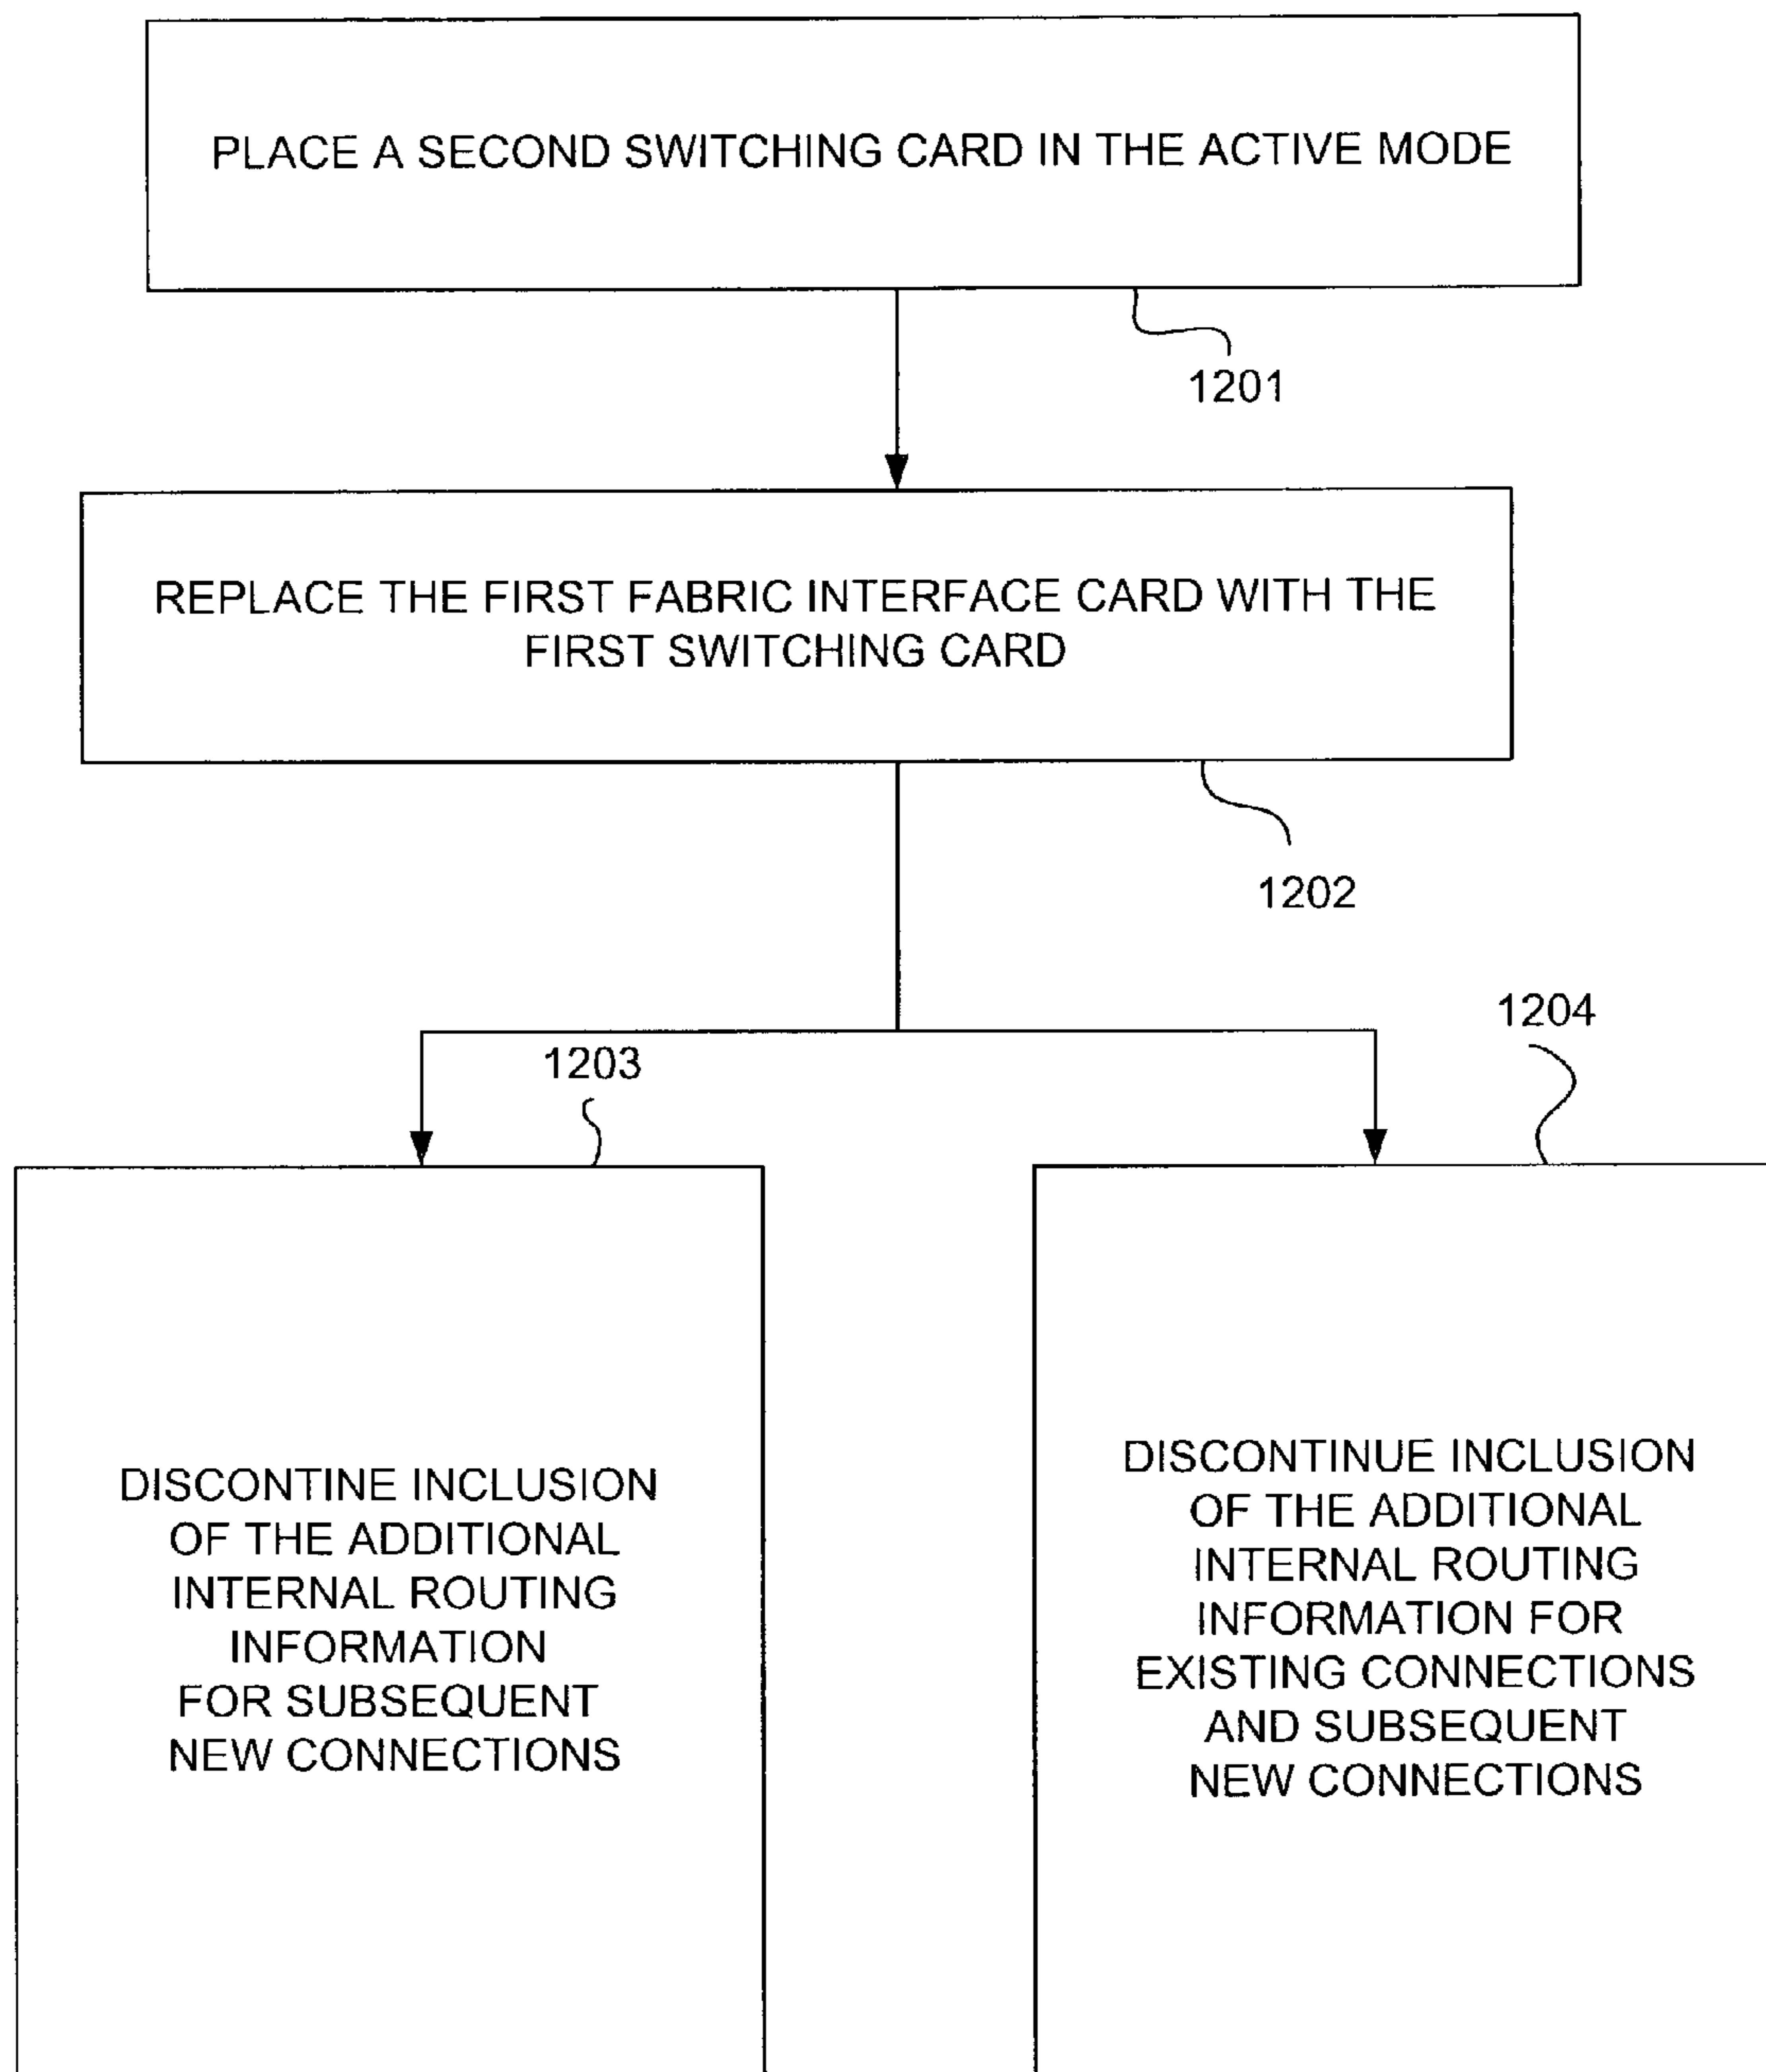 PLACE A SECOND SWITCHING CARD IN THE ACTIVE MODE
1201
REPLACE THE FIRST FABRIC INTERFACE CARD WITH THE
FIRST SWITCHING CARD
1202
1203
1204
DISCONTINE INCLUSION
OF THE ADDITIONAL
INTERNAL ROUTING
INFORMATION
FOR SUBSEQUENT
NEW CONNECTIONS
DISCONTINUE INCLUSION
OF THE ADDITIONAL
INTERNAL ROUTING
INFORMATION FOR
EXISTING CONNECTIONS
AND SUBSEQUENT
NEW CONNECTIONS